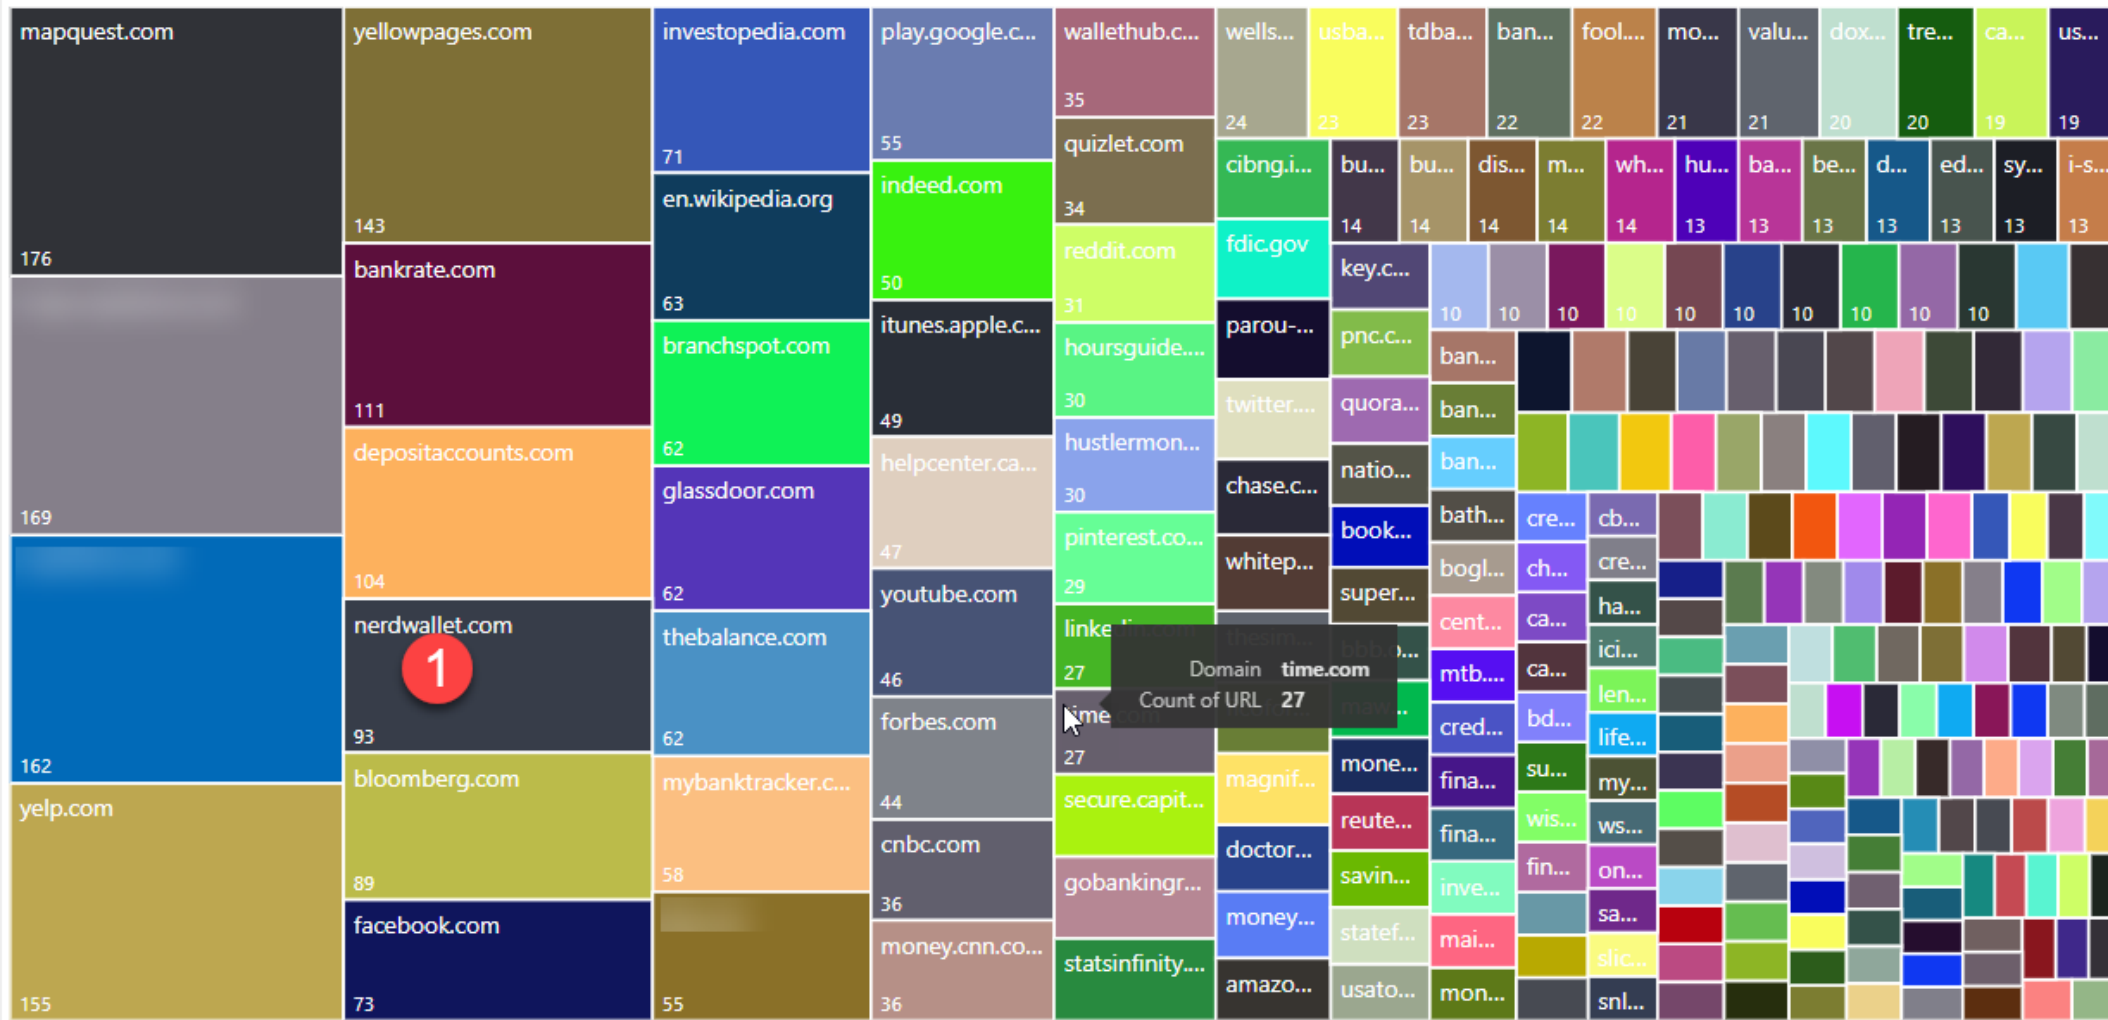 mapquest.com
176
169
162
yelp.com
155
yellowpages.com
143
bankrate.com
111
depositaccounts.com
104
nerdwallet.com
1
93
bloomberg.com
89
facebook.com
73
investopedia.com
71
en.wikipedia.org
63
branchspot.com
62
glassdoor.com
62
thebalance.com
62
mybanktracker.c...
58
55
play.google.c...
55
indeed.com
50
itunes.apple.c...
49
helpcenter.ca...
47
youtube.com
46
forbes.com
44
cnbc.com
36
money.cnn.co...
36
wallethub.c...
35
quizlet.com
34
reddit.com
31
hoursguide....
30
hustlermon...
30
pinterest.co...
29
linkedin.com
27
time.com
27
secure.capit...
gobankingr...
statsinfinity....
Domain time.com
Count of URL 27
wells...
24
usba...
23
tdba...
23
ban...
22
fool....
22
mo...
21
valu...
21
dox...
20
tre...
20
ca...
19
us...
19
cibng.i...
fdic.gov
parou-...
twitter....
chase.c...
whitep...
thesim...
magnif...
doctor...
money...
amazo...
bu...
14
bu...
14
dis...
14
m...
14
wh...
14
hu...
13
ba...
13
be...
13
d...
13
ed...
13
sy...
13
i-s...
13
key.c...
pnc.c...
quora...
natio...
book...
super...
bbb.o...
maw...
mone...
reute...
savin...
statef...
usato...
10
10
10
10
10
10
10
10
10
10
ban...
ban...
ban...
bath...
bogl...
cent...
mtb....
cred...
fina...
fina...
inve...
mai...
mon...
cre...
ch...
ca...
ca...
bd...
su...
wis...
fin...
cb...
cre...
ha...
ici...
len...
life...
my...
ws...
on...
sa...
slic...
snl...